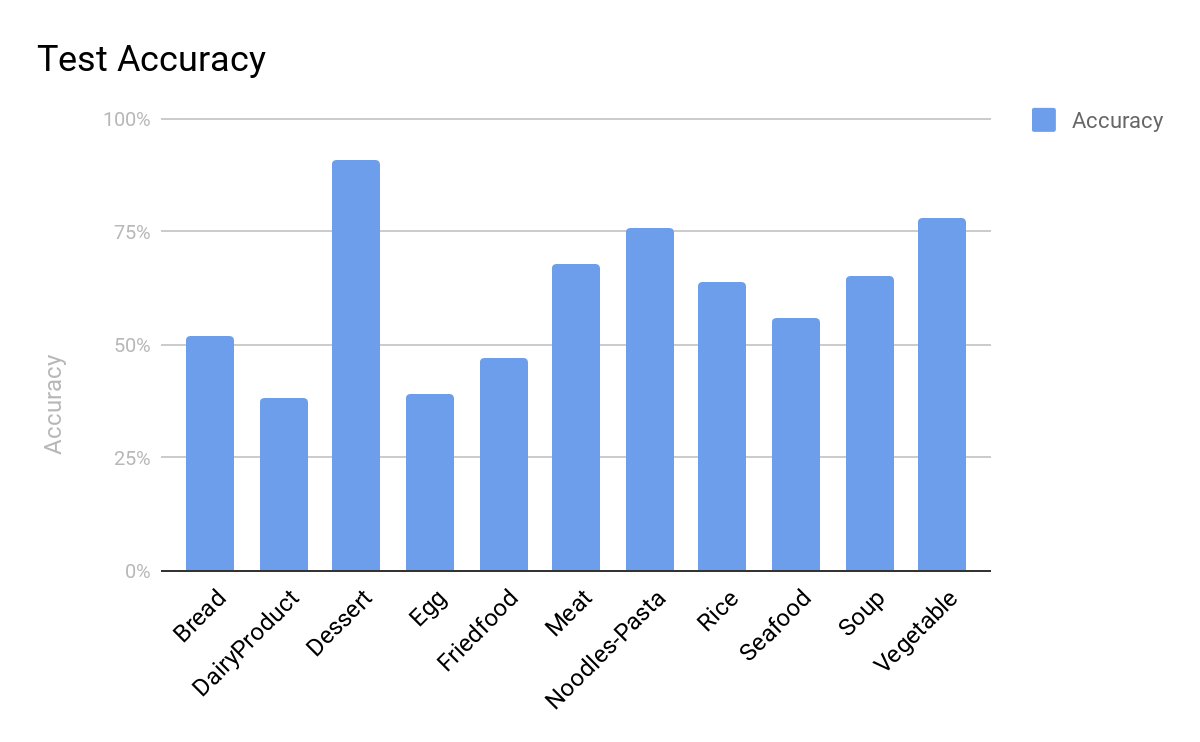 Test Accuracy
Accuracy
100%
75%
50%
25%
0%
Accuracy
Bread
DairyProduct
Dessert
Egg
Friedfood
Meat
Noodles-Pasta
Rice
Seafood
Soup
Vegetable